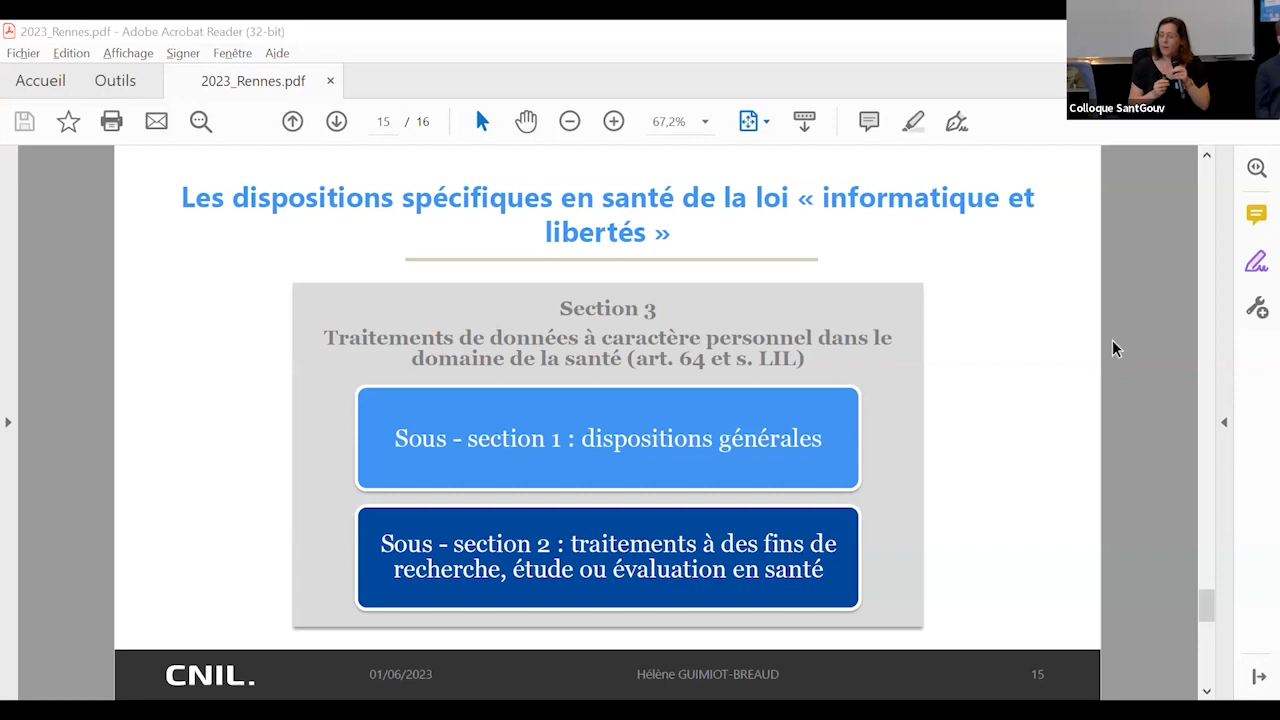 2023_Rennes.pdf - Adobe Acrobat Reader (32-bit)
Fichier Edition Affichage Signer Fenêtre Aide
Accueil Outils 2023_Rennes.pdf ×
15 / 16 67,2%
Colloque SantGouv
Les dispositions spécifiques en santé de la loi « informatique et
libertés »
Section 3
Traitements de données à caractère personnel dans le
domaine de la santé (art. 64 et s. LIL)
Sous - section 1 : dispositions générales
Sous - section 2 : traitements à des fins de
recherche, étude ou évaluation en santé
CNIL. 01/06/2023 Hélène GUIMIOT-BREAUD 15